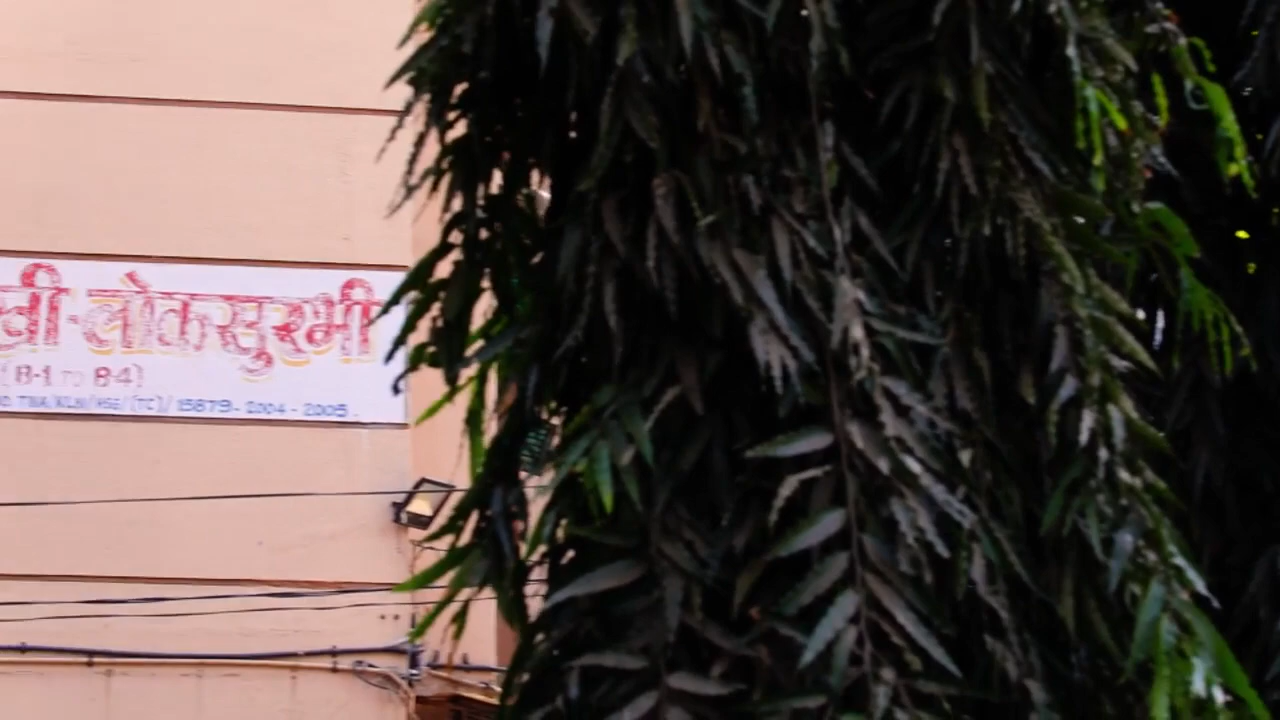 लोकसुरभी
(B-1 TO B-4)
TNA/KLN/HSG/(TC)/ 15879- 2004 - 2005.